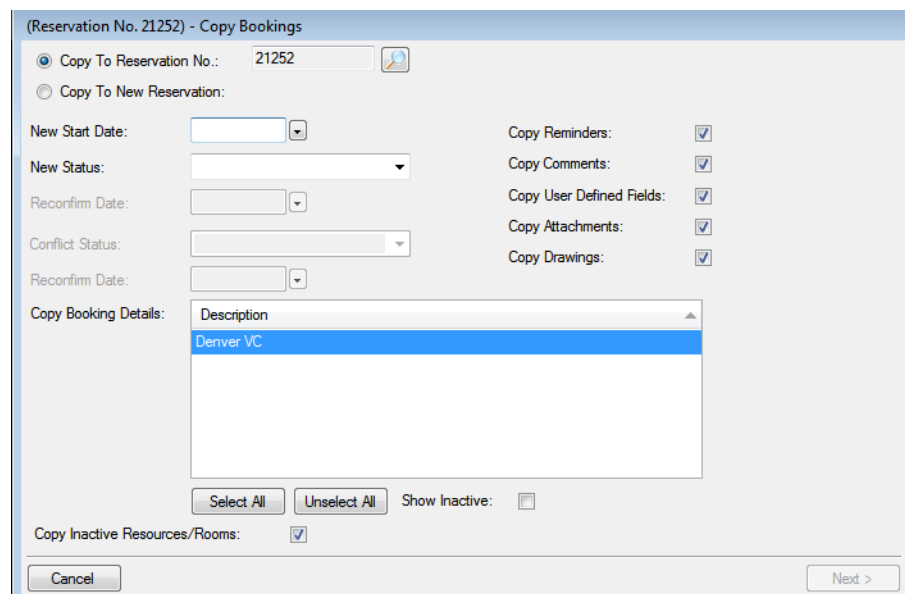 (Reservation No. 21252) - Copy Bookings
Copy To Reservation No.: 21252
Copy To New Reservation:
New Start Date:
Copy Reminders:
New Status:
Copy Comments:
Reconfirm Date:
Copy User Defined Fields:
Copy Attachments:
Conflict Status:
Copy Drawings:
Reconfirm Date:
Copy Booking Details:
Description
Denver VC
Select All
Unselect All
Show Inactive:
Copy Inactive Resources/Rooms:
Cancel
Next >